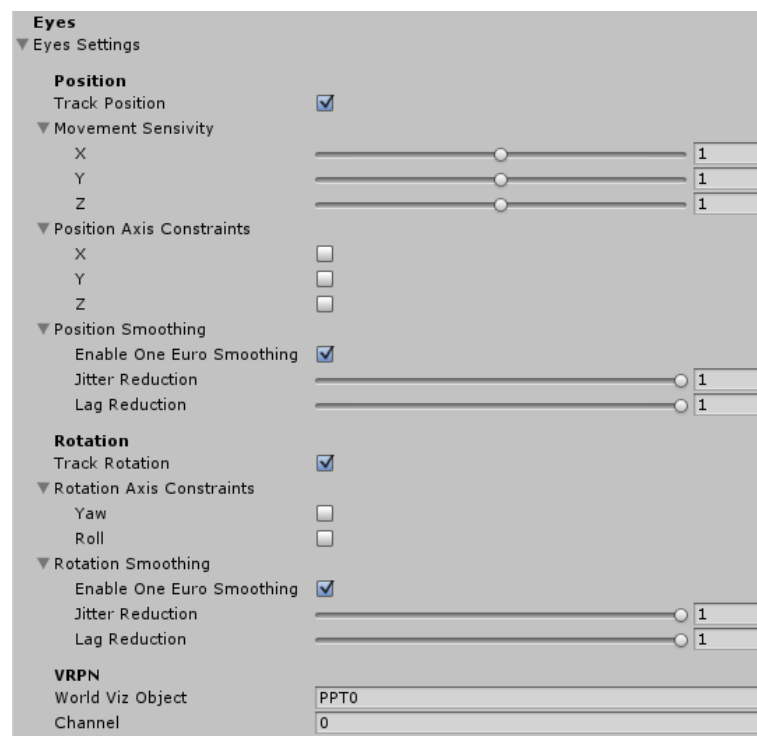 Eyes
Eyes Settings
Position
Track Position
Movement Sensivity
X 1
Y 1
Z 1
Position Axis Constraints
X
Y
Z
Position Smoothing
Enable One Euro Smoothing
Jitter Reduction 1
Lag Reduction 1
Rotation
Track Rotation
Rotation Axis Constraints
Yaw
Roll
Rotation Smoothing
Enable One Euro Smoothing
Jitter Reduction 1
Lag Reduction 1
VRPN
World Viz Object PPT0
Channel 0